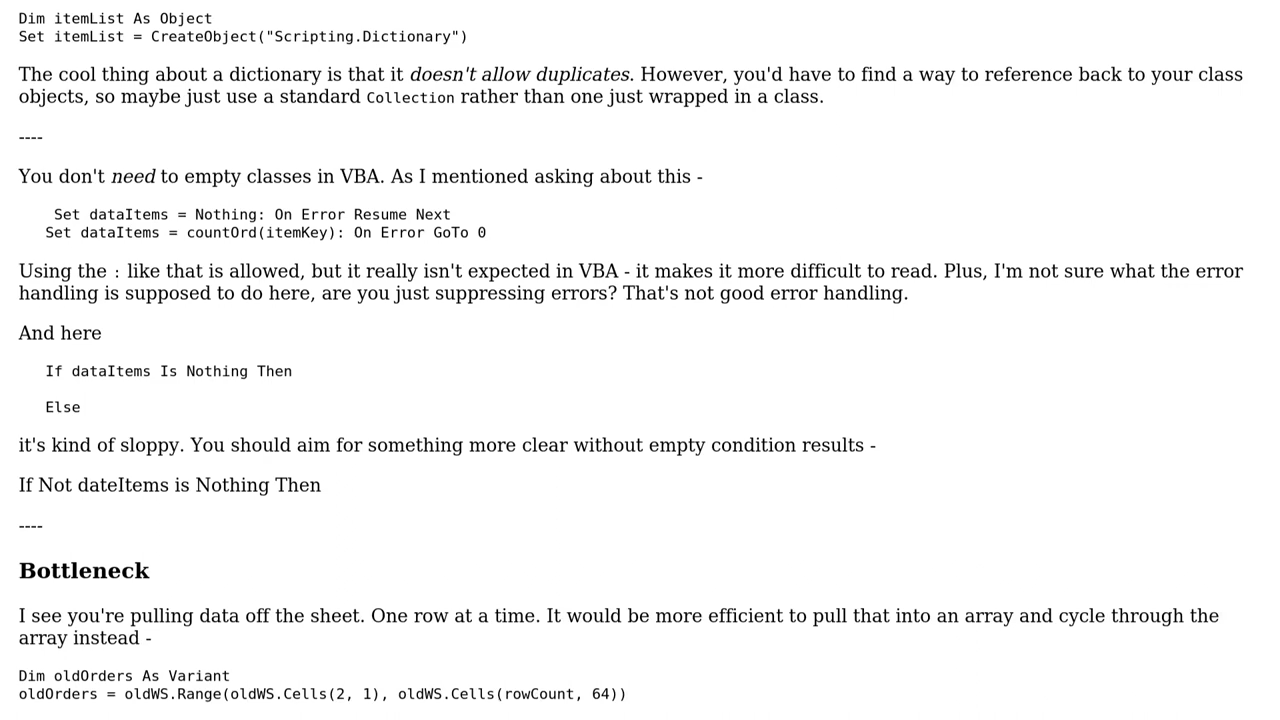 Dim itemList As Object
Set itemList = CreateObject("Scripting.Dictionary")
The cool thing about a dictionary is that it doesn't allow duplicates. However, you'd have to find a way to reference back to your class
objects, so maybe just use a standard Collection rather than one just wrapped in a class.
----
You don't need to empty classes in VBA. As I mentioned asking about this -
Set dataItems = Nothing: On Error Resume Next
Set dataItems = countOrd(itemKey): On Error GoTo 0
Using the : like that is allowed, but it really isn't expected in VBA - it makes it more difficult to read. Plus, I'm not sure what the error
handling is supposed to do here, are you just suppressing errors? That's not good error handling.
And here
If dataItems Is Nothing Then
Else
it's kind of sloppy. You should aim for something more clear without empty condition results -
If Not dateItems is Nothing Then
----
Bottleneck
I see you're pulling data off the sheet. One row at a time. It would be more efficient to pull that into an array and cycle through the
array instead -
Dim oldOrders As Variant
oldOrders = oldWS.Range(oldWS.Cells(2, 1), oldWS.Cells(rowCount, 64))